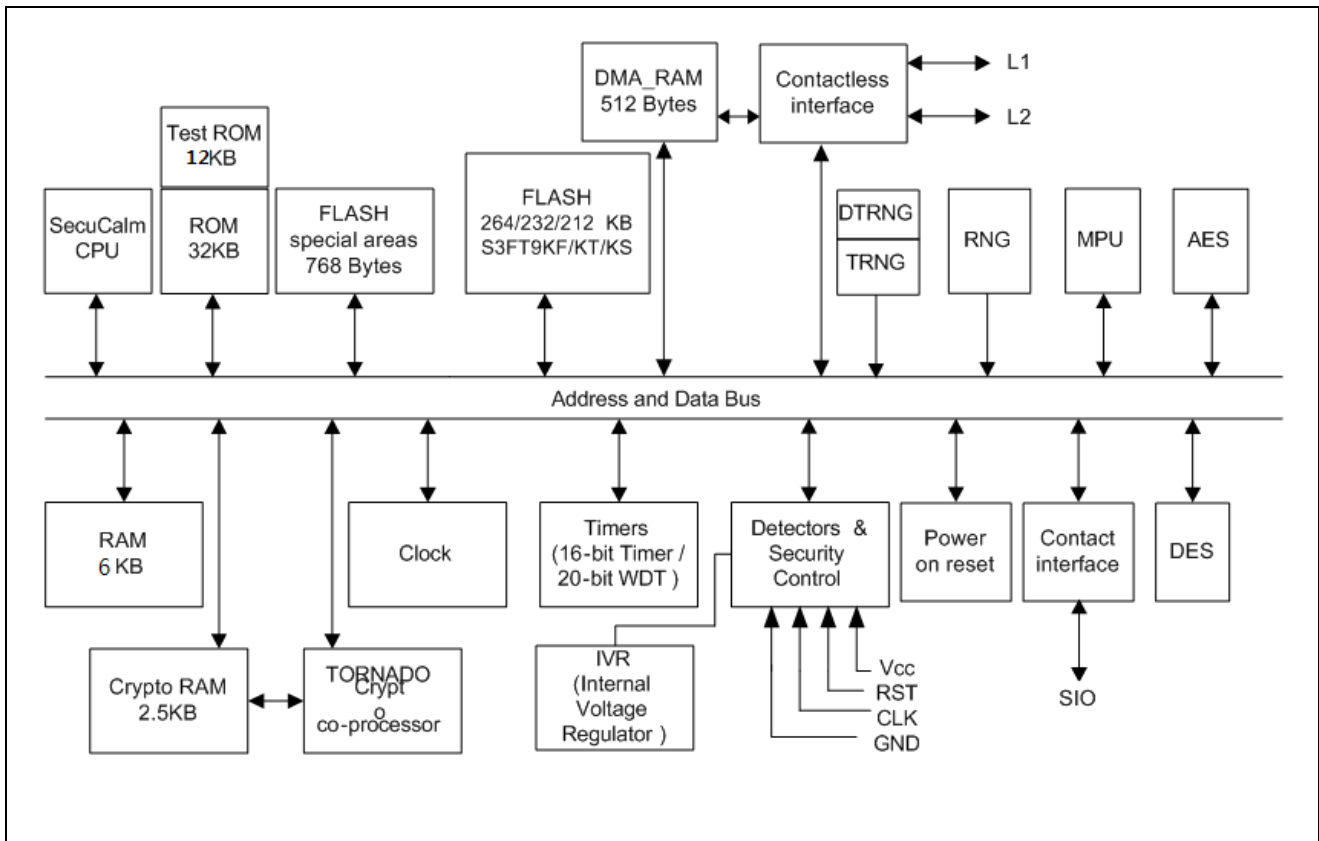 DMA_RAM
512 Bytes
Contactless
interface
L1
L2
Test ROM
12KB
SecuCalm
CPU
ROM
32KB
FLASH
special areas
768 Bytes
FLASH
264/232/212 KB
S3FT9KF/KT/KS
DTRNG
TRNG
RNG
MPU
AES
Address and Data Bus
RAM
6 KB
Clock
Timers
(16-bit Timer /
20-bit WDT )
Detectors &
Security
Control
Power
on reset
Contact
interface
DES
Crypto RAM
2.5KB
TORNADO
Crypt
o
co-processor
IVR
(Internal
Voltage
Regulator )
Vcc
RST
CLK
GND
SIO